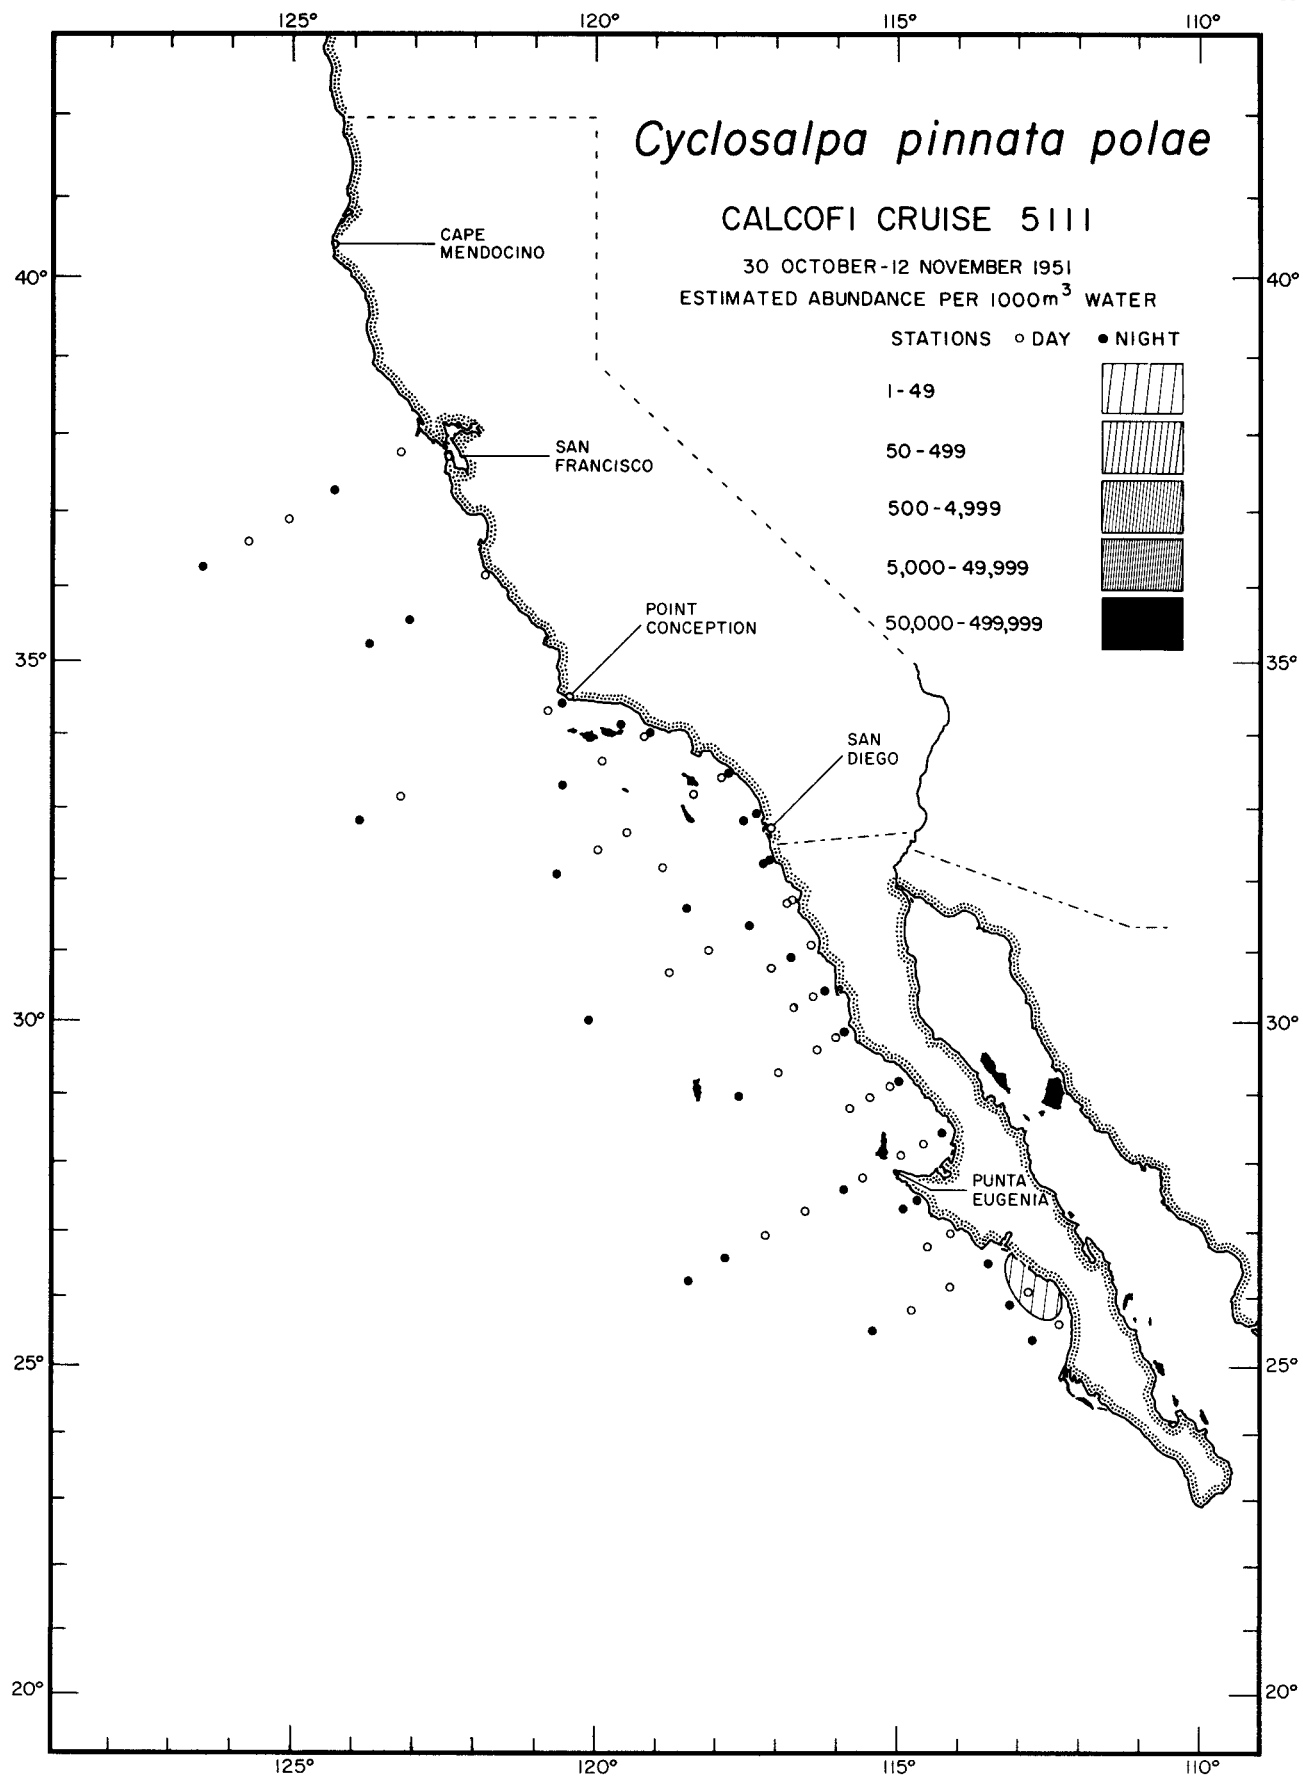 125° 120° 115° 110°
Cyclosalpa pinnata polae
CALCOFI CRUISE 5111
30 OCTOBER-12 NOVEMBER 1951
ESTIMATED ABUNDANCE PER 1000m³ WATER
STATIONS DAY NIGHT
1-49
50-499
500-4,999
5,000-49,999
50,000-499,999
CAPE
MENDOCINO
40° 40°
SAN
FRANCISCO
POINT
CONCEPTION
35° 35°
SAN
DIEGO
30° 30°
PUNTA
EUGENIA
25° 25°
20° 20°
125° 120° 115° 110°